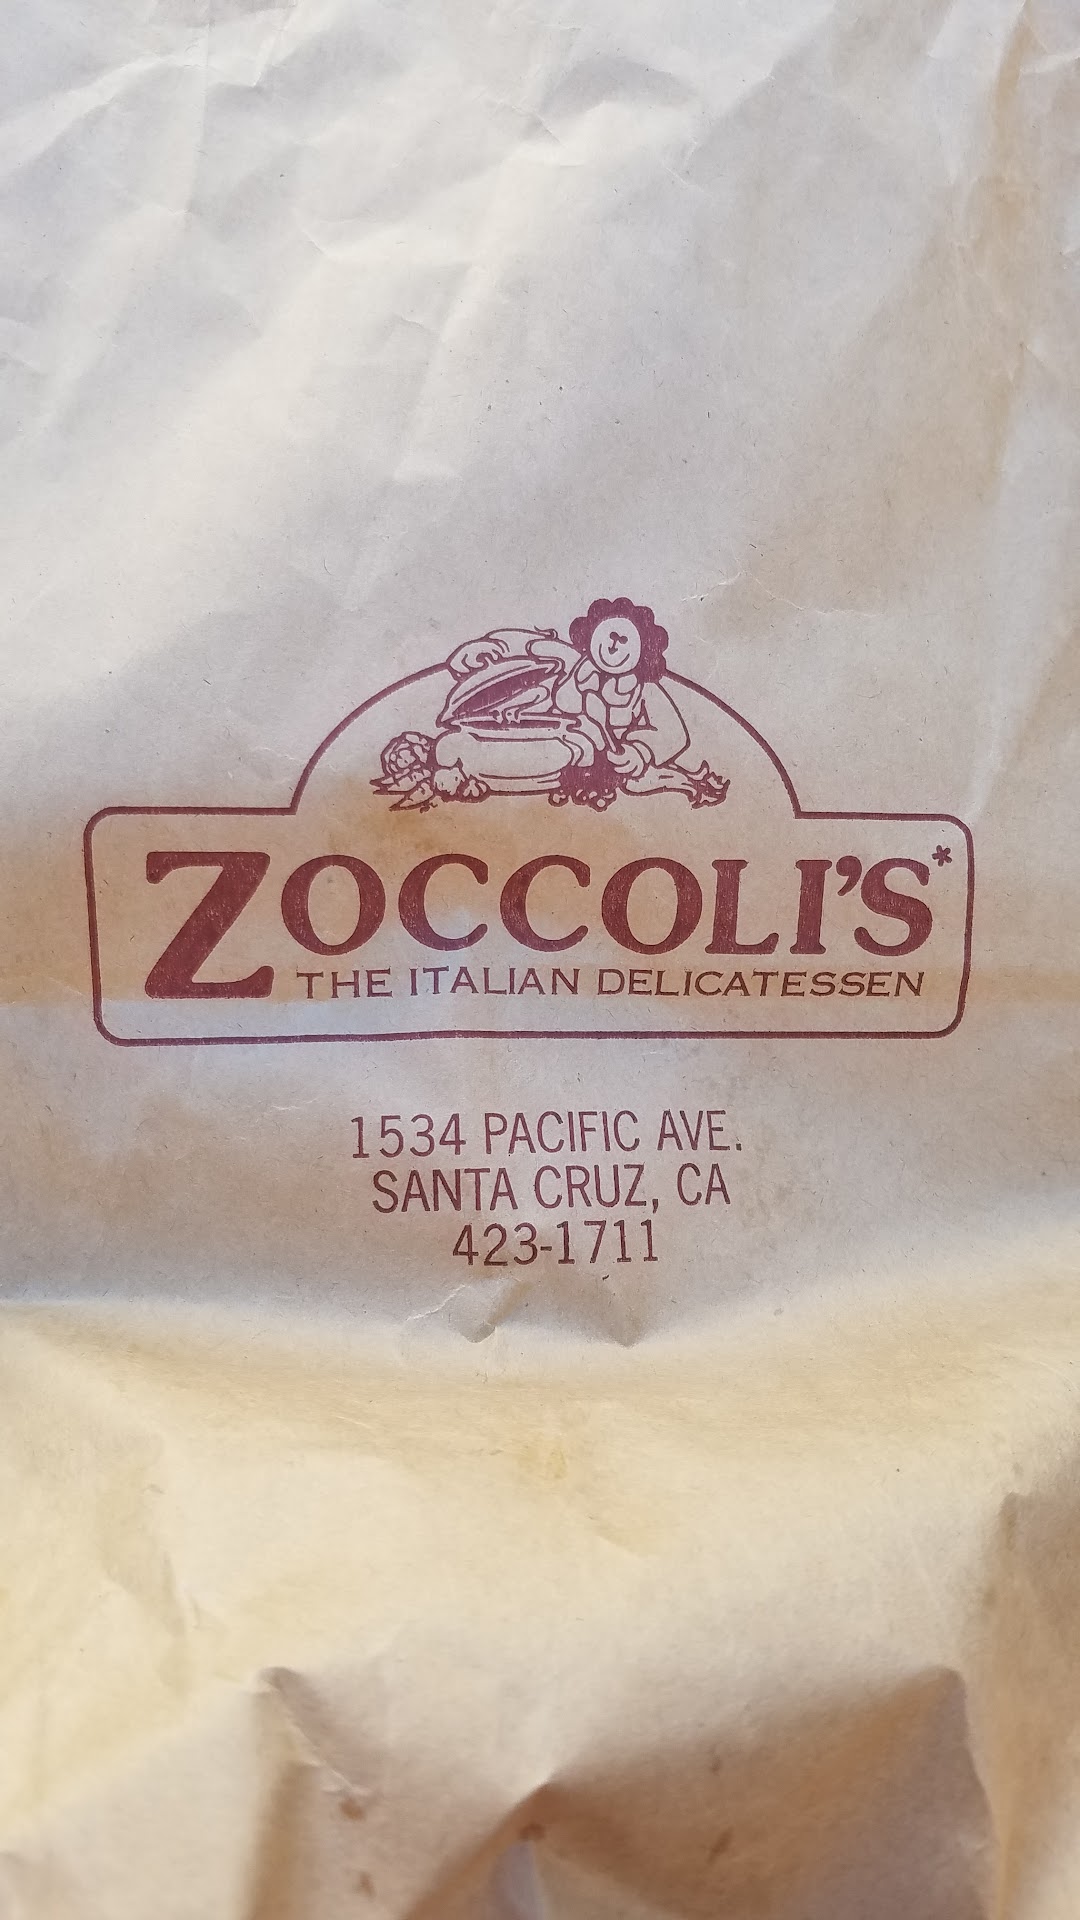 ZOCCOLI'S*
THE ITALIAN DELICATESSEN
1534 PACIFIC AVE.
SANTA CRUZ, CA
423-1711